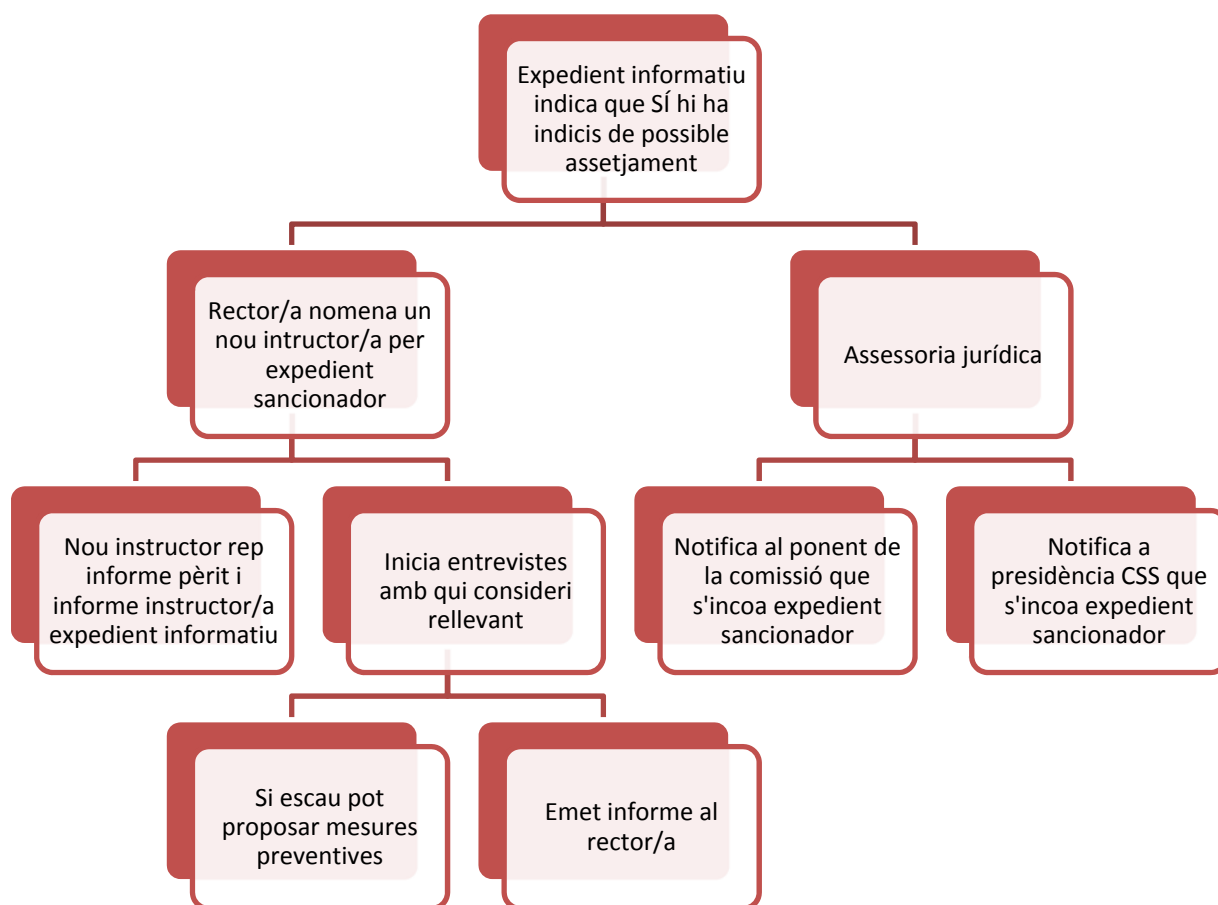 Expedient informatiu
indica que SÍ hi ha
indicis de possible
assetjament
Rector/a nomena un
nou intructor/a per
expedient
sancionador
Assessoria jurídica
Nou instructor rep
informe pèrit i
informe instructor/a
expedient informatiu
Inicia entrevistes
amb qui consideri
rellevant
Notifica al ponent de
la comissió que
s'incoa expedient
sancionador
Notifica a
presidència CSS que
s'incoa expedient
sancionador
Si escau pot
proposar mesures
preventives
Emet informe al
rector/a